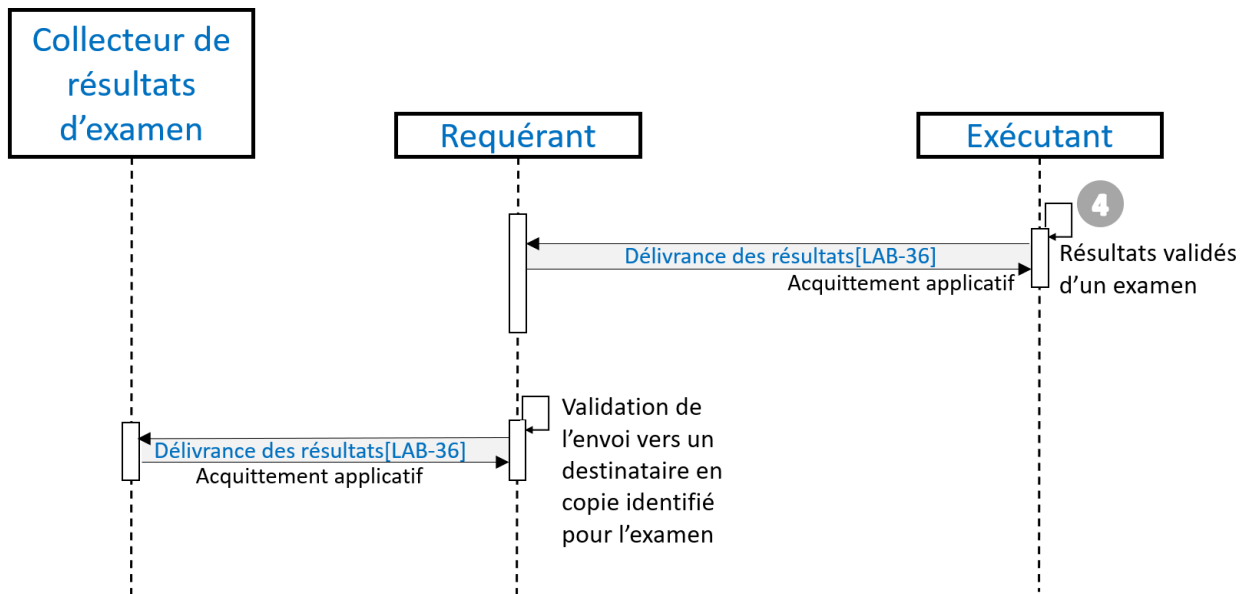 Collecteur de
résultats
d’examen
Requérant
Exécutant
4
Résultats validés
d’un examen
Délivrance des résultats[LAB-36]
Acquittement applicatif
Validation de
l’envoi vers un
destinataire en
copie identifié
pour l’examen
Délivrance des résultats[LAB-36]
Acquittement applicatif